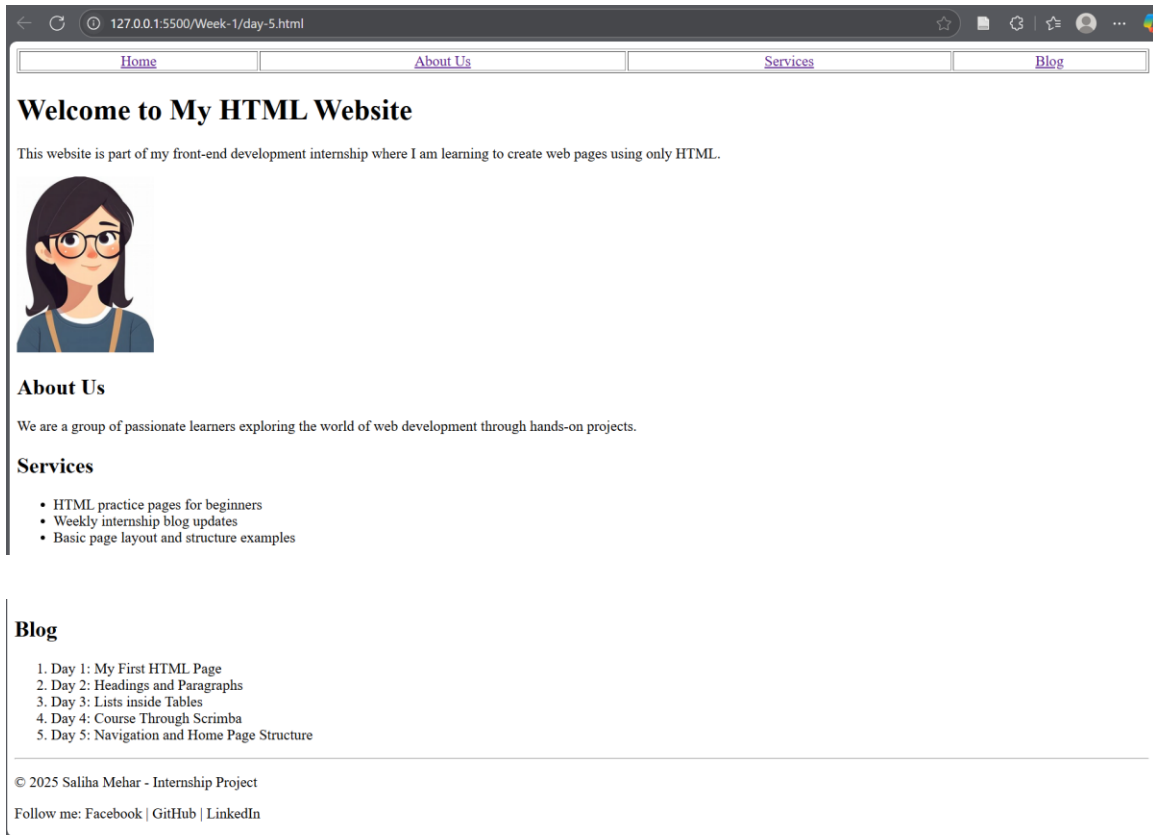 127.0.0.1:5500/Week-1/day-5.html
Home About Us Services Blog
Welcome to My HTML Website
This website is part of my front-end development internship where I am learning to create web pages using only HTML.
About Us
We are a group of passionate learners exploring the world of web development through hands-on projects.
Services
• HTML practice pages for beginners
• Weekly internship blog updates
• Basic page layout and structure examples
Blog
1. Day 1: My First HTML Page
2. Day 2: Headings and Paragraphs
3. Day 3: Lists inside Tables
4. Day 4: Course Through Scrimba
5. Day 5: Navigation and Home Page Structure
© 2025 Saliha Mehar - Internship Project
Follow me: Facebook | GitHub | LinkedIn